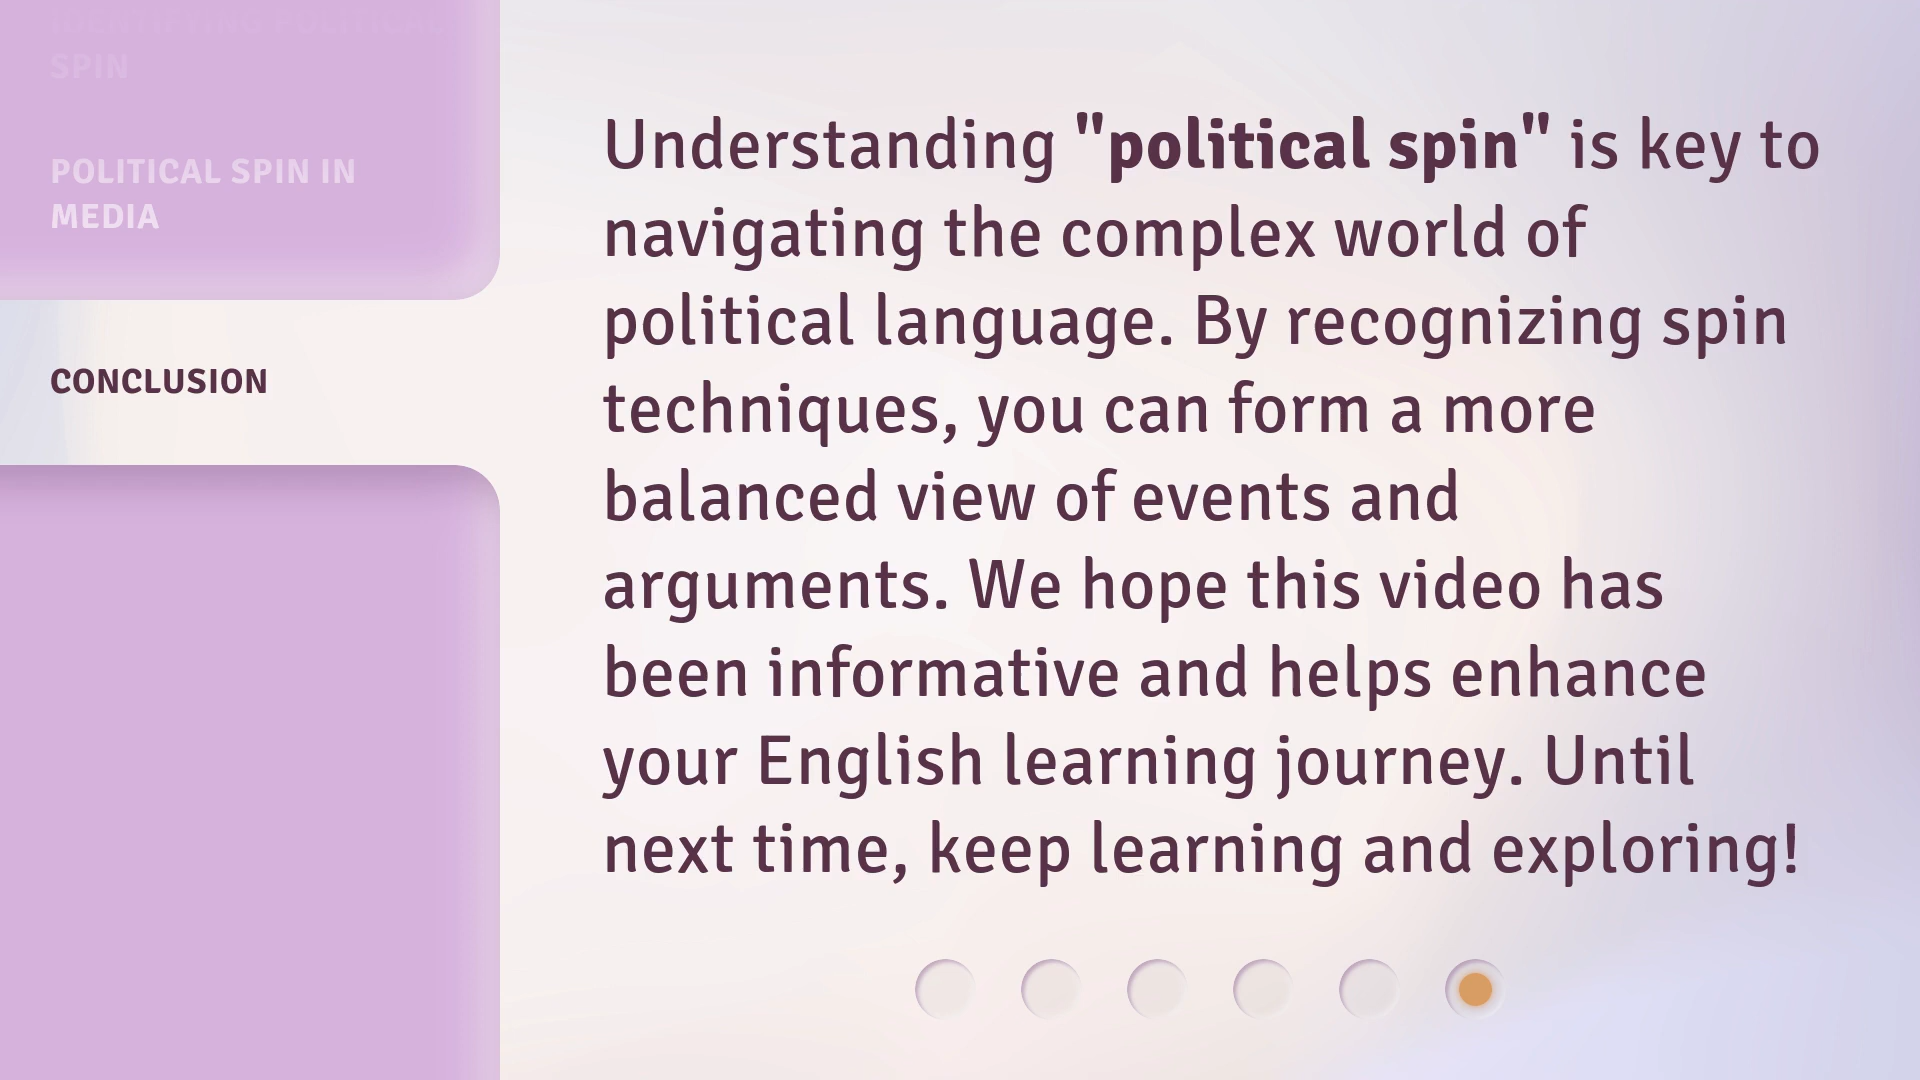 IDENTIFYING POLITICAL
SPIN
POLITICAL SPIN IN
MEDIA
CONCLUSION
Understanding "political spin" is key to
navigating the complex world of
political language. By recognizing spin
techniques, you can form a more
balanced view of events and
arguments. We hope this video has
been informative and helps enhance
your English learning journey. Until
next time, keep learning and exploring!